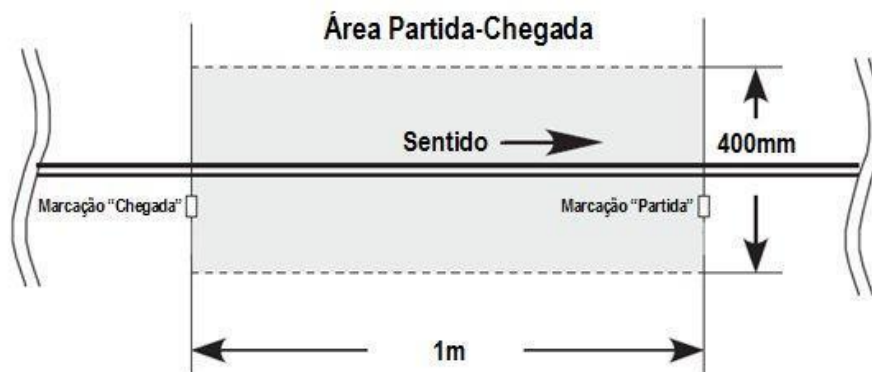 Área Partida-Chegada
Sentido
400mm
Marcação “Chegada”
Marcação “Partida”
1m